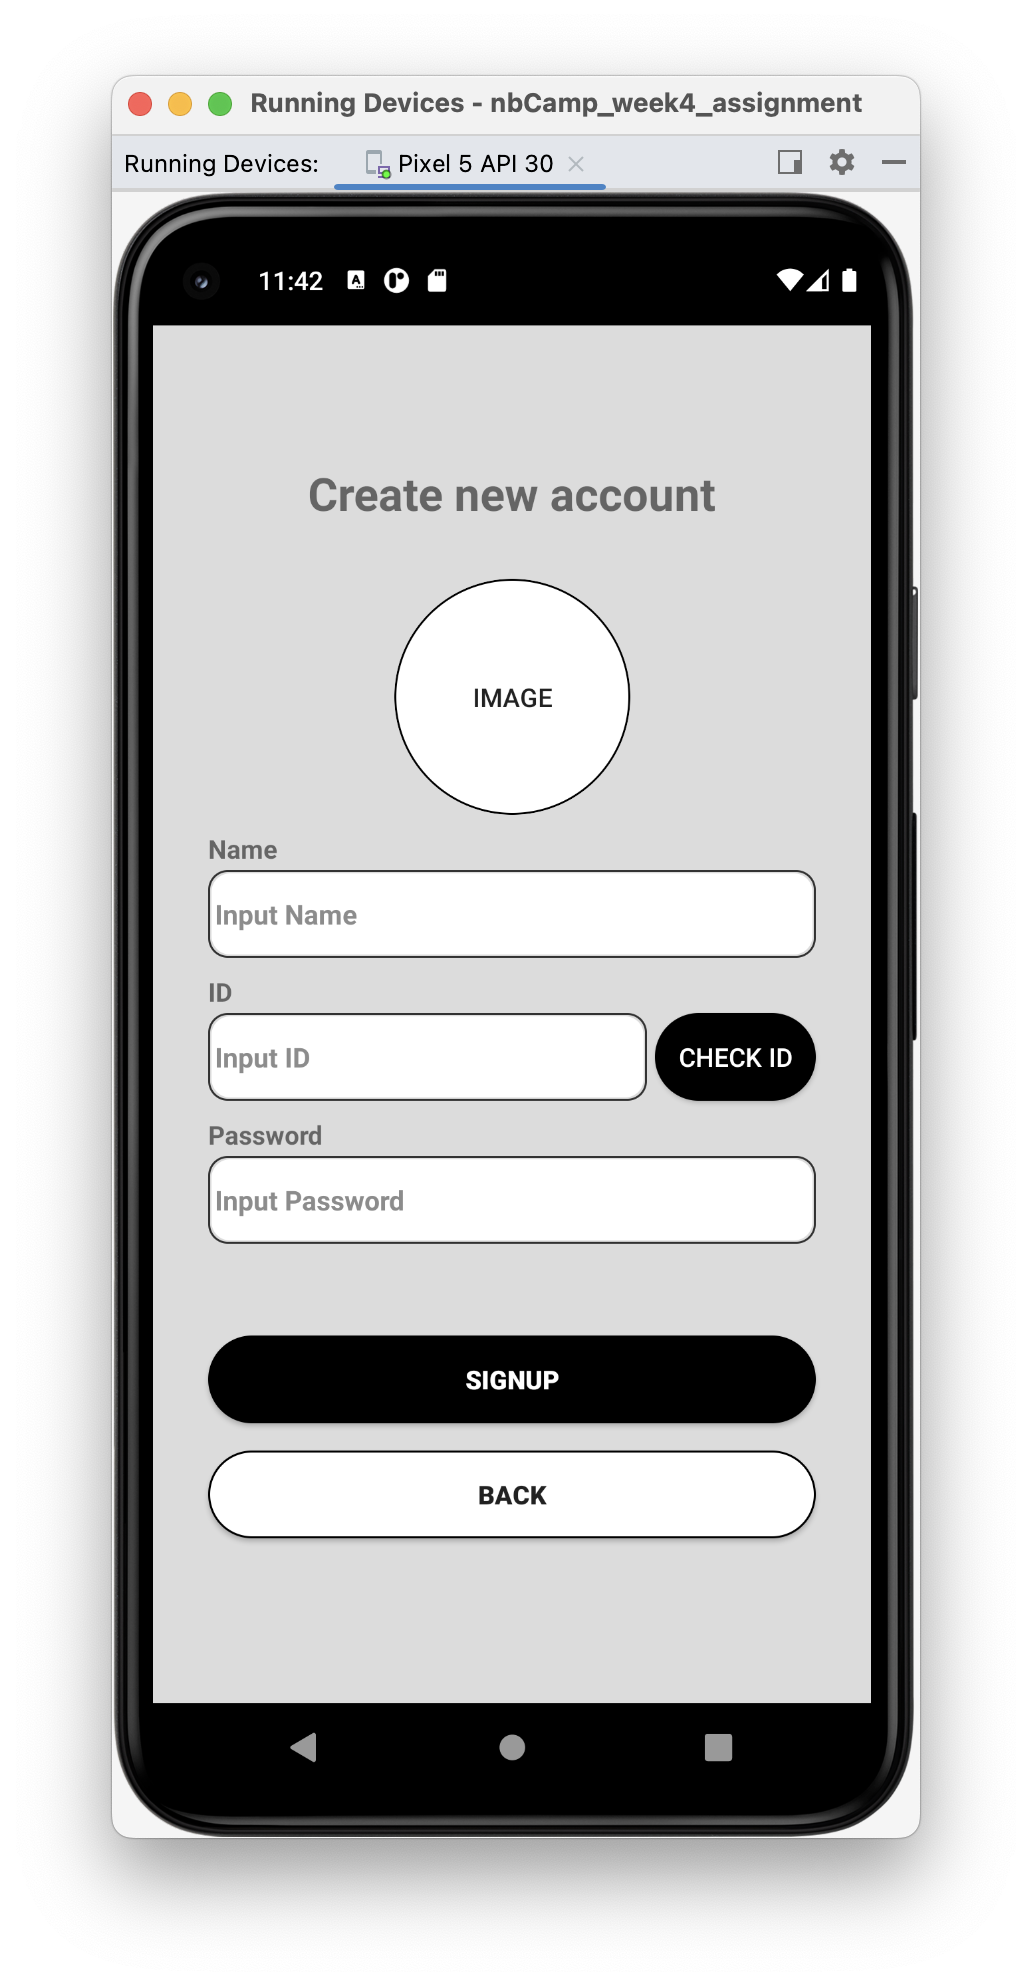 Running Devices - nbCamp_week4_assignment
Running Devices: Pixel 5 API 30
11:42
Create new account
IMAGE
Name
Input Name
ID
Input ID CHECK ID
Password
Input Password
SIGNUP
BACK